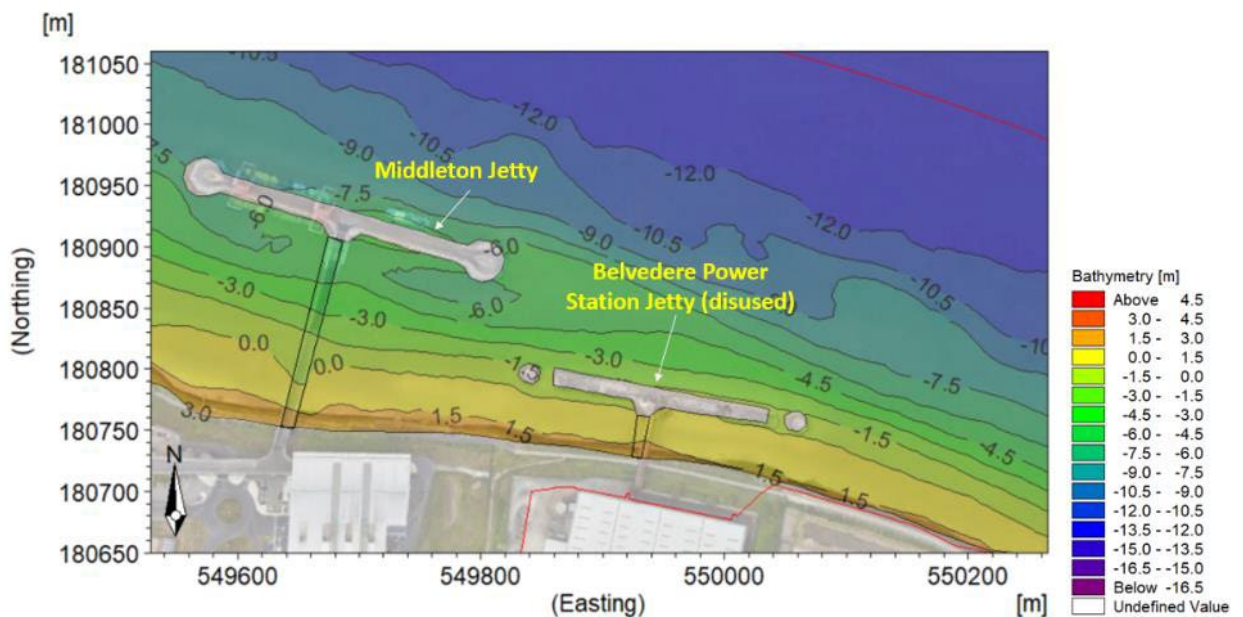 [m]
181050
181000
180950
180900
180850
180800
180750
180700
180650
(Northing)
549600
549800
550000
550200
(Easting)
[m]
Middleton Jetty
Belvedere Power
Station Jetty (disused)
-10.5
-12.0
-9.0
-10.5
-12.0
-7.5
-7.5
-6.0
-12.0
-9.0
-10.5
-6.0
-10.5
-3.0
-6.0
-3.0
-3.0
0.0
0.0
-1.5
-4.5
-7.5
-10
3.0
1.5
1.5
-1.5
-4.5
1.5
1.5
N
Bathymetry [m]
Above 4.5
3.0 - 4.5
1.5 - 3.0
0.0 - 1.5
-1.5 - 0.0
-3.0 - -1.5
-4.5 - -3.0
-6.0 - -4.5
-7.5 - -6.0
-9.0 - -7.5
-10.5 - -9.0
-12.0 - -10.5
-13.5 - -12.0
-15.0 - -13.5
-16.5 - -15.0
Below -16.5
Undefined Value